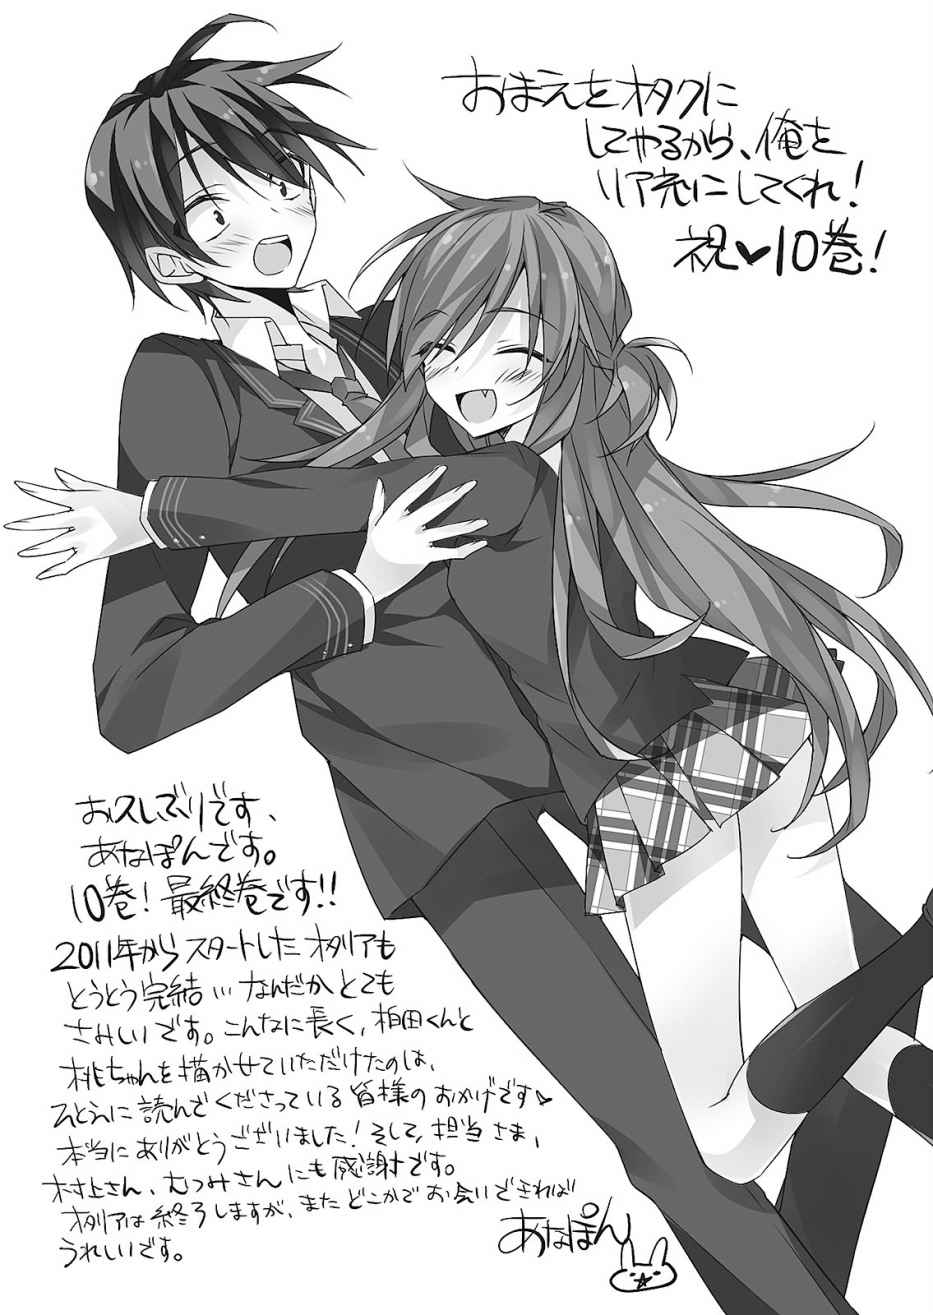 おまえをオタクに
してやるから、俺を
リア充にしてくれ!
祝♥10巻!
お久しぶりです、
あなぽんです。
10巻!最終巻です!!
2011年からスタートしたオタリアも
とうとう完結…なんだかとても
さみしいです。こんなに長く、柏田くんと
桃ちゃんを描かせていただけたのは、
ひとえに読んでくださっている皆様のおかげです♥
本当にありがとうございました!そして、担当さま、
村上さん、むつみさんにも感謝です。
オタリアは終了しますが、またどこかでお会いできれば
うれしいです。
あなぽん